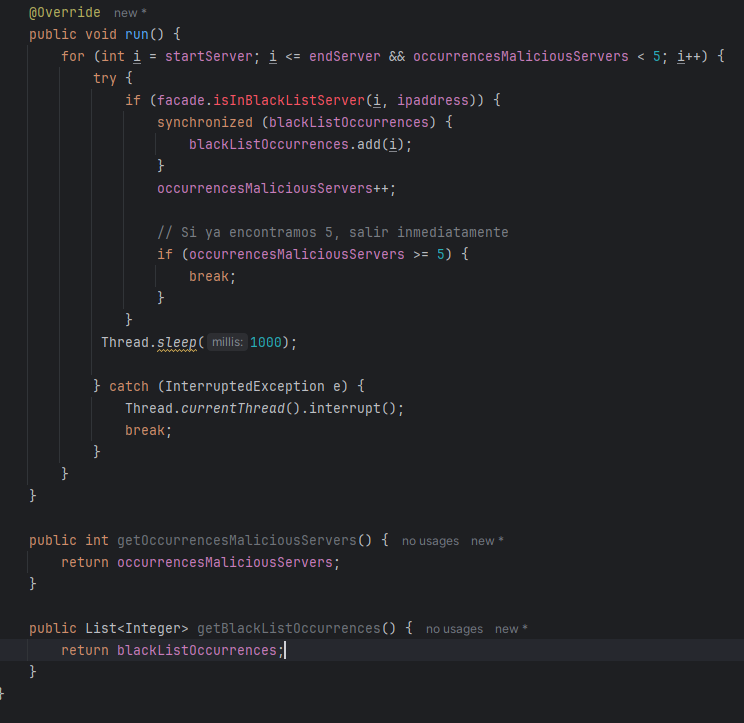 @Override   new *
public void run() {
    for (int i = startServer; i <= endServer && occurrencesMaliciousServers < 5; i++) {
        try {
            if (facade.isInBlackListServer(i, ipaddress)) {
                synchronized (blackListOccurrences) {
                    blackListOccurrences.add(i);
                }
                occurrencesMaliciousServers++;

                // Si ya encontramos 5, salir inmediatamente
                if (occurrencesMaliciousServers >= 5) {
                    break;
                }
            }
         Thread.sleep( millis: 1000);

        } catch (InterruptedException e) {
            Thread.currentThread().interrupt();
            break;
        }
    }
}

public int getOccurrencesMaliciousServers() {   no usages   new *
    return occurrencesMaliciousServers;
}

public List<Integer> getBlackListOccurrences() {   no usages   new *
    return blackListOccurrences;
}
}